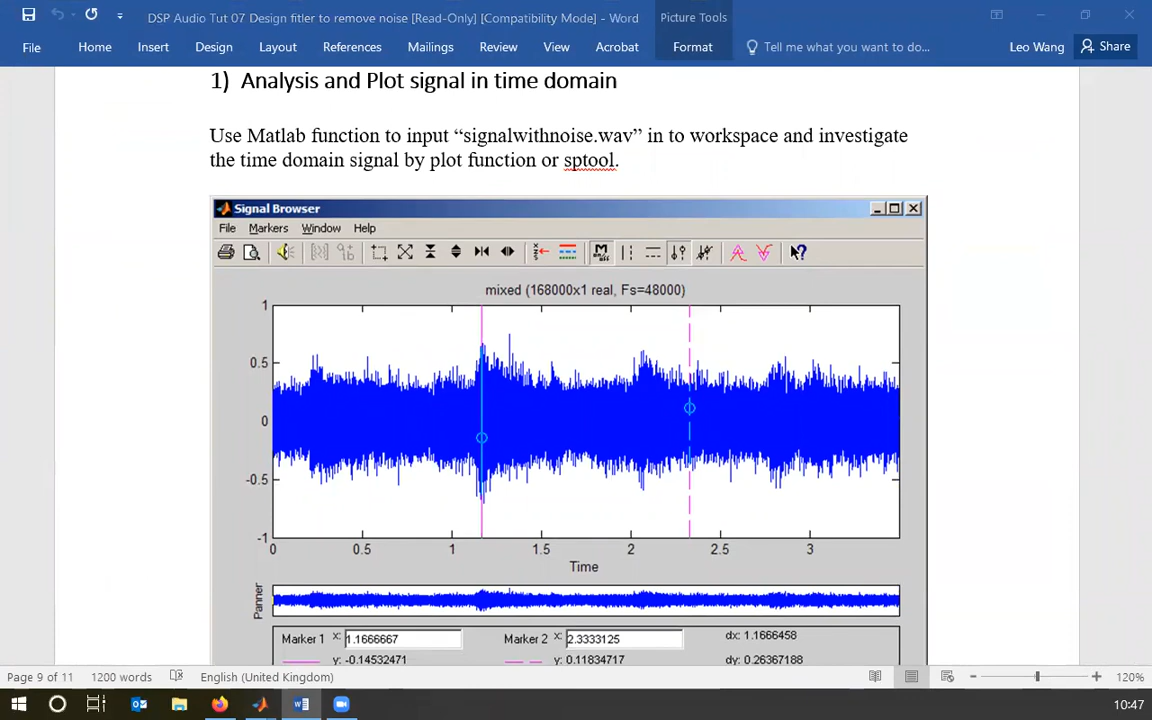 DSP Audio Tut 07 Design fitler to remove noise [Read-Only] [Compatibility Mode] - Word
Picture Tools
File Home Insert Design Layout References Mailings Review View Acrobat Format Tell me what you want to do... Leo Wang Share
1) Analysis and Plot signal in time domain
Use Matlab function to input “signalwithnoise.wav” in to workspace and investigate
the time domain signal by plot function or sptool.
Signal Browser
File Markers Window Help
mixed (168000x1 real, Fs=48000)
1
0.5
0
-0.5
-1
0 0.5 1 1.5 2 2.5 3
Time
Panner
Marker 1 x: 1.1666667 Marker 2 x: 2.3333125 dx: 1.1666458
y: -0.14532471 y: 0.11834717 dy: 0.26367188
Page 9 of 11 1200 words English (United Kingdom) 120%
10:47